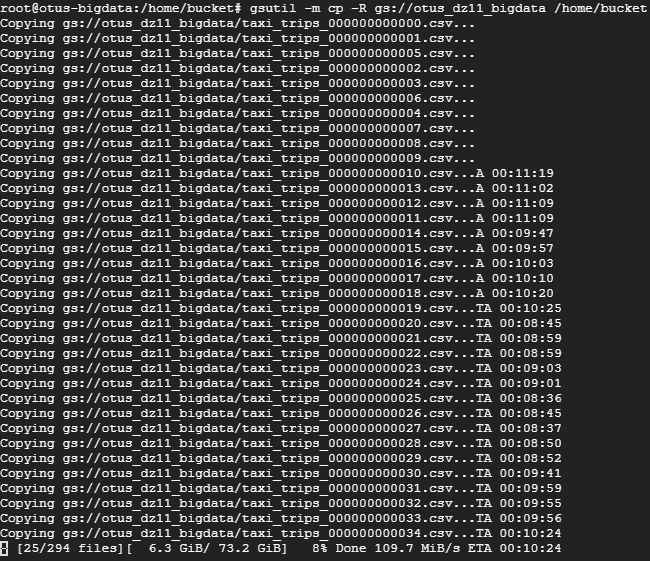 root@otus-bigdata:/home/bucket# gsutil -m cp -R gs://otus_dz11_bigdata /home/bucket
Copying gs://otus_dz11_bigdata/taxi_trips_000000000000.csv...
Copying gs://otus_dz11_bigdata/taxi_trips_000000000001.csv...
Copying gs://otus_dz11_bigdata/taxi_trips_000000000005.csv...
Copying gs://otus_dz11_bigdata/taxi_trips_000000000002.csv...
Copying gs://otus_dz11_bigdata/taxi_trips_000000000003.csv...
Copying gs://otus_dz11_bigdata/taxi_trips_000000000006.csv...
Copying gs://otus_dz11_bigdata/taxi_trips_000000000004.csv...
Copying gs://otus_dz11_bigdata/taxi_trips_000000000007.csv...
Copying gs://otus_dz11_bigdata/taxi_trips_000000000008.csv...
Copying gs://otus_dz11_bigdata/taxi_trips_000000000009.csv...
Copying gs://otus_dz11_bigdata/taxi_trips_000000000010.csv...A 00:11:19
Copying gs://otus_dz11_bigdata/taxi_trips_000000000013.csv...A 00:11:02
Copying gs://otus_dz11_bigdata/taxi_trips_000000000012.csv...A 00:11:09
Copying gs://otus_dz11_bigdata/taxi_trips_000000000011.csv...A 00:11:09
Copying gs://otus_dz11_bigdata/taxi_trips_000000000014.csv...A 00:09:47
Copying gs://otus_dz11_bigdata/taxi_trips_000000000015.csv...A 00:09:57
Copying gs://otus_dz11_bigdata/taxi_trips_000000000016.csv...A 00:10:03
Copying gs://otus_dz11_bigdata/taxi_trips_000000000017.csv...A 00:10:10
Copying gs://otus_dz11_bigdata/taxi_trips_000000000018.csv...A 00:10:20
Copying gs://otus_dz11_bigdata/taxi_trips_000000000019.csv...TA 00:10:25
Copying gs://otus_dz11_bigdata/taxi_trips_000000000020.csv...TA 00:08:45
Copying gs://otus_dz11_bigdata/taxi_trips_000000000021.csv...TA 00:08:59
Copying gs://otus_dz11_bigdata/taxi_trips_000000000022.csv...TA 00:08:59
Copying gs://otus_dz11_bigdata/taxi_trips_000000000023.csv...TA 00:09:03
Copying gs://otus_dz11_bigdata/taxi_trips_000000000024.csv...TA 00:09:01
Copying gs://otus_dz11_bigdata/taxi_trips_000000000025.csv...TA 00:08:36
Copying gs://otus_dz11_bigdata/taxi_trips_000000000026.csv...TA 00:08:45
Copying gs://otus_dz11_bigdata/taxi_trips_000000000027.csv...TA 00:08:37
Copying gs://otus_dz11_bigdata/taxi_trips_000000000028.csv...TA 00:08:50
Copying gs://otus_dz11_bigdata/taxi_trips_000000000029.csv...TA 00:08:52
Copying gs://otus_dz11_bigdata/taxi_trips_000000000030.csv...TA 00:09:41
Copying gs://otus_dz11_bigdata/taxi_trips_000000000031.csv...TA 00:09:59
Copying gs://otus_dz11_bigdata/taxi_trips_000000000032.csv...TA 00:09:55
Copying gs://otus_dz11_bigdata/taxi_trips_000000000033.csv...TA 00:09:56
Copying gs://otus_dz11_bigdata/taxi_trips_000000000034.csv...TA 00:10:24
[25/294 files][  6.3 GiB/ 73.2 GiB]   8% Done 109.7 MiB/s ETA 00:10:24